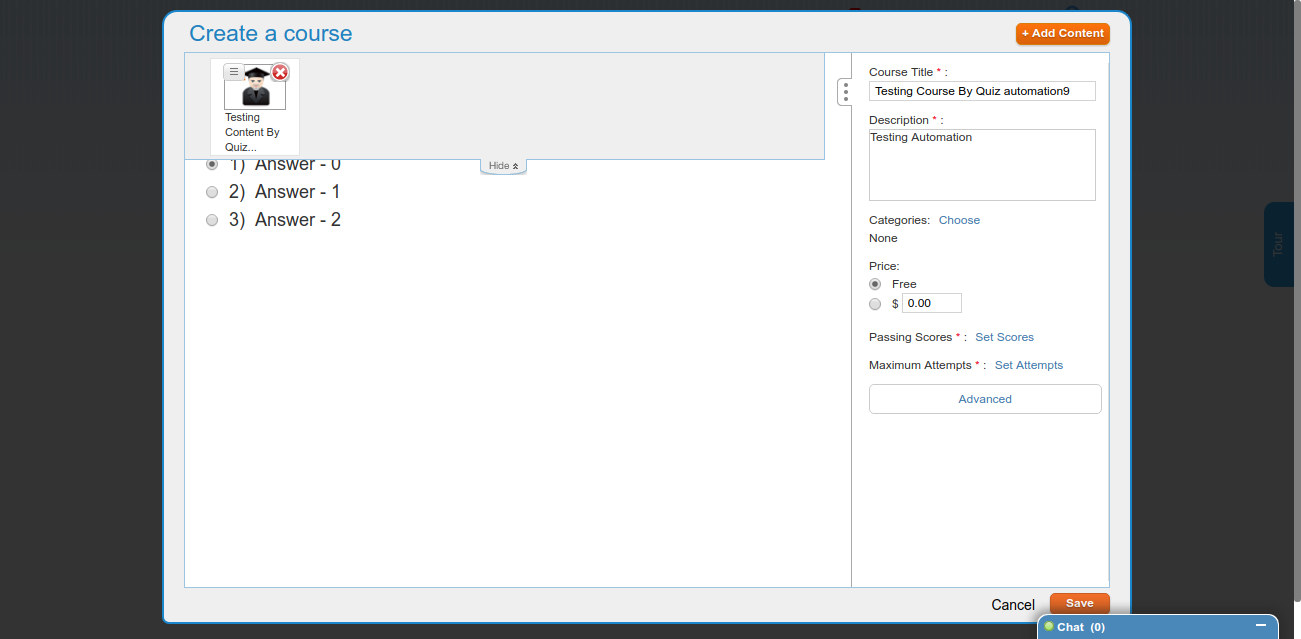 Create a course
+ Add Content
Testing
Content By
Quiz...
Hide
1) Answer - 0
2) Answer - 1
3) Answer - 2
Course Title * :
Testing Course By Quiz automation9
Description * :
Testing Automation
Categories: Choose
None
Price:
Free
$ 0.00
Passing Scores * : Set Scores
Maximum Attempts * : Set Attempts
Advanced
Tour
Cancel
Save
Chat (0)